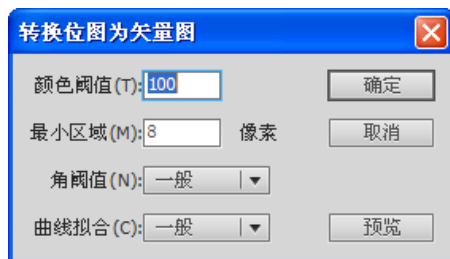 转换位图为矢量图
颜色阈值(T): 100 确定
最小区域(M): 8 像素 取消
角阈值(N): 一般
曲线拟合(C): 一般 预览